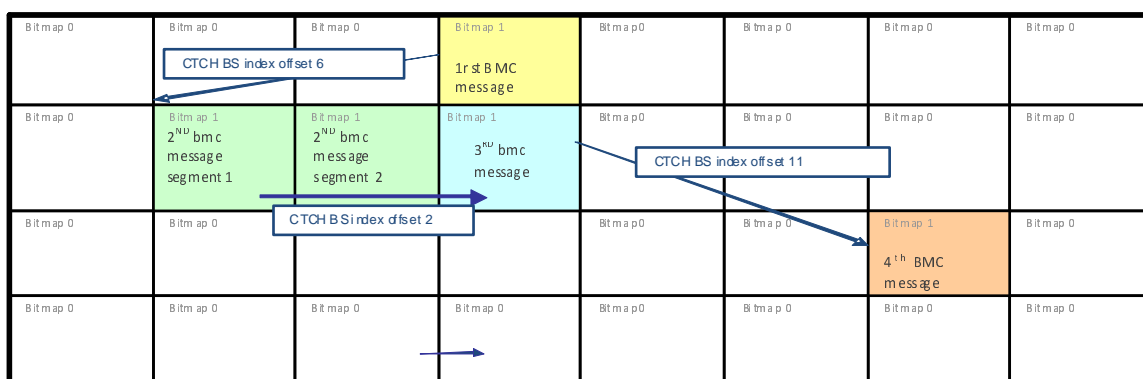 Bitmap 0 Bitmap 0 Bitmap 0 Bitmap 1 Bitmap 0 Bitmap 0 Bitmap 0 Bitmap 0
CTCH BS index offset 6
1rst BMC
message
Bitmap 0 Bitmap 1 Bitmap 1 Bitmap 1 Bitmap 0 Bitmap 0 Bitmap 0 Bitmap 0
2ND bmc
message
segment 1
2ND bmc
message
segment 2
3RD bmc
message
CTCH BS index offset 11
CTCH BS index offset 2
Bitmap 0 Bitmap 0 Bitmap 0 Bitmap 0 Bitmap 0 Bitmap 0 Bitmap 1 Bitmap 0
4th BMC
message
Bitmap 0 Bitmap 0 Bitmap 0 Bitmap 0 Bitmap 0 Bitmap 0 Bitmap 0 Bitmap 0